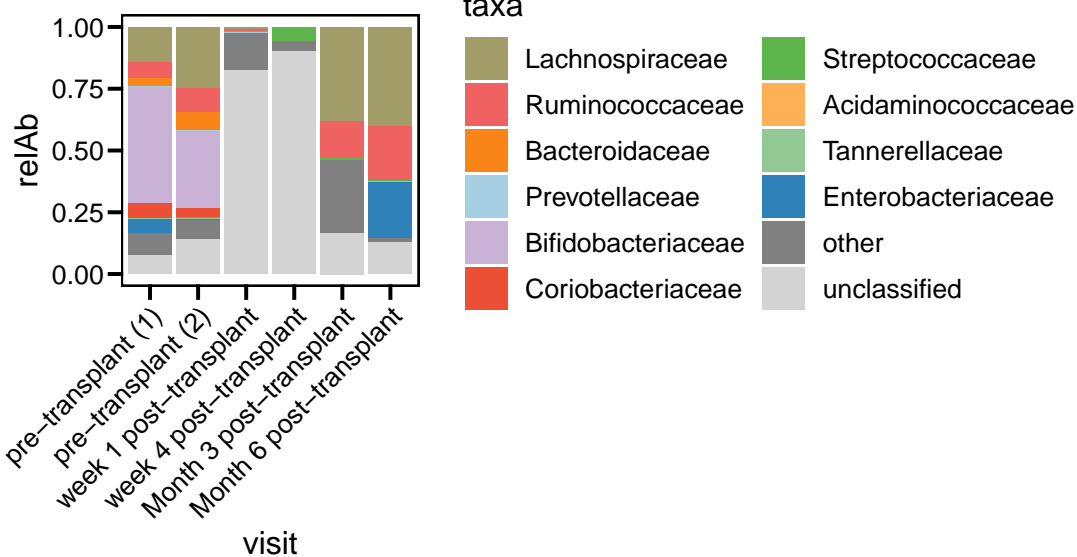 taxa
1.00
0.75
0.50
0.25
0.00
relAb
pre−transplant (1)
pre−transplant (2)
week 1 post−transplant
week 4 post−transplant
Month 3 post−transplant
Month 6 post−transplant
visit
Lachnospiraceae
Ruminococcaceae
Bacteroidaceae
Prevotellaceae
Bifidobacteriaceae
Coriobacteriaceae
Streptococcaceae
Acidaminococcaceae
Tannerellaceae
Enterobacteriaceae
other
unclassified